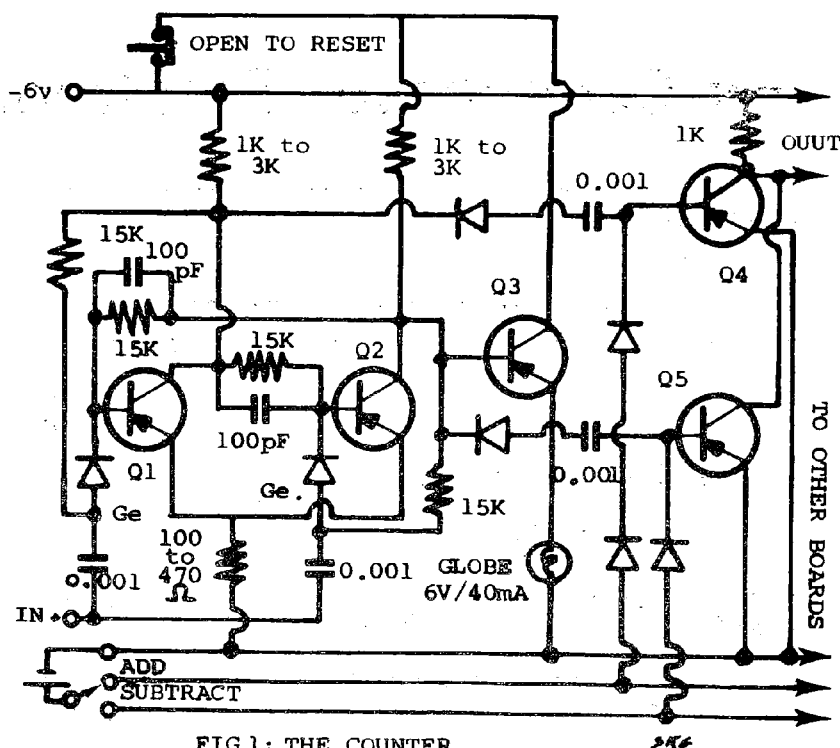 OPEN TO RESET
-6v
1K to
3K
1K to
3K
1K
OUUT
0.001
15K
100
pF
Q4
Q3
15K
15K
Q2
Q5
100pF
Q1
0.001
Ge
Ge.
15K
TO OTHER BOARDS
100
to
470
Ω
0.001
0.001
GLOBE
6V/40mA
IN
ADD
SUBTRACT
FIG 1: THE COUNTER